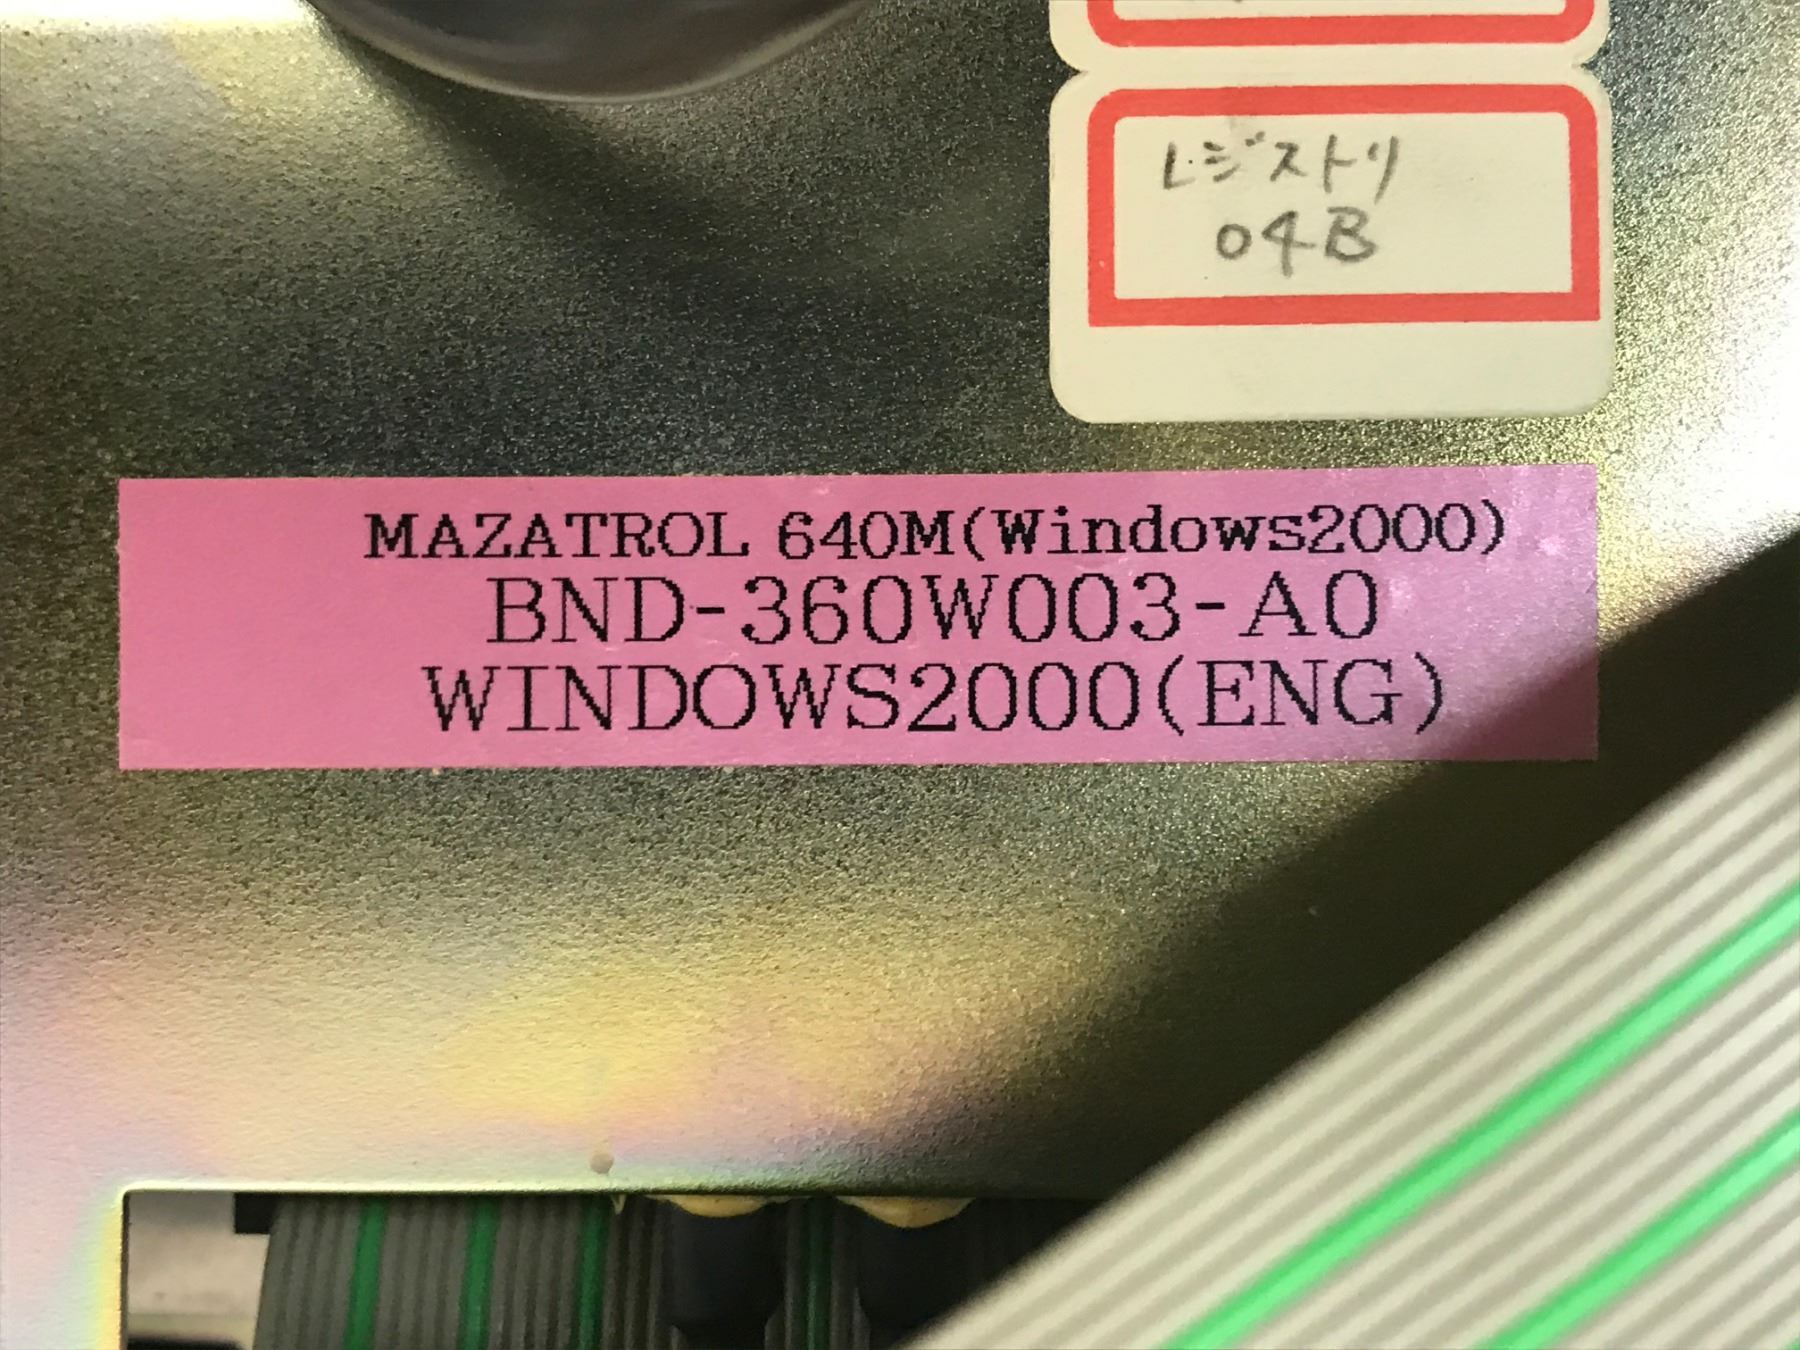 レジストリ
04B
MAZATROL 640M(Windows2000)
BND-360W003-A0
WINDOWS2000(ENG)